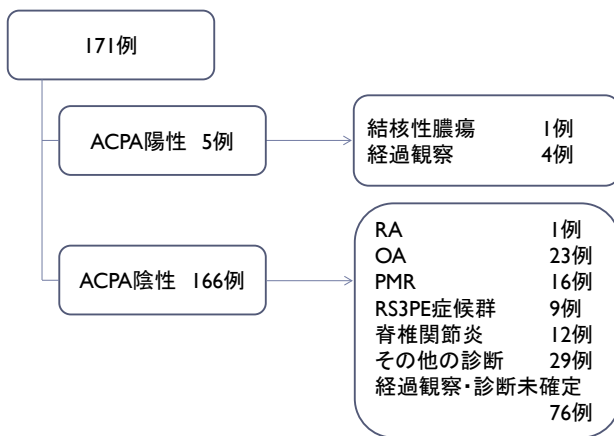 171例
ACPA陽性 5例
結核性膿瘍 1例
経過観察 4例
ACPA陰性 166例
RA 1例
OA 23例
PMR 16例
RS3PE症候群 9例
脊椎関節炎 12例
その他の診断 29例
経過観察・診断未確定
76例